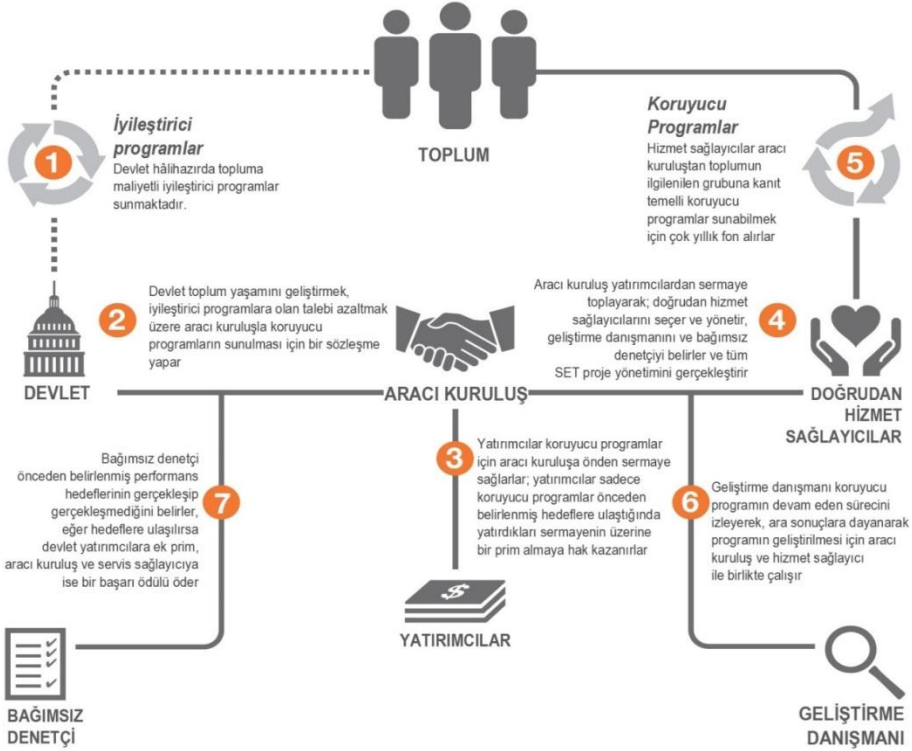 TOPLUM
1
İyileştirici
programlar
Devlet hâlihazırda topluma
maliyetli iyileştirici programlar
sunmaktadır.
Koruyucu
Programlar
Hizmet sağlayıcılar aracı
kuruluştan toplumun
ilgilenilen grubuna kanıt
temelli koruyucu
programlar sunabilmek
için çok yıllık fon alırlar
5
DEVLET
2
Devlet toplum yaşamını geliştirmek,
iyileştirici programlara olan talebi azaltmak
üzere aracı kuruluşla koruyucu
programların sunulması için bir sözleşme
yapar
ARACI KURULUŞ
Aracı kuruluş yatırımcılardan sermaye
toplayarak; doğrudan hizmet
sağlayıcılarını seçer ve yönetir,
geliştirme danışmanını ve bağımsız
denetçiyi belirler ve tüm
SET proje yönetimini gerçekleştirir
4
DOĞRUDAN
HİZMET
SAĞLAYICILAR
Bağımsız denetçi
önceden belirlenmiş performans
hedeflerinin gerçekleşip
gerçekleşmediğini belirler,
eğer hedeflere ulaşılırsa
devlet yatırımcılara ek prim,
aracı kuruluş ve servis sağlayıcıya
ise bir başarı ödülü öder
7
3
Yatırımcılar koruyucu programlar
için aracı kuruluşa önden sermaye
sağlarlar; yatırımcılar sadece
koruyucu programlar önceden
belirlenmiş hedeflere ulaştığında
yatırdıkları sermayenin üzerine
bir prim almaya hak kazanırlar
6
Geliştirme danışmanı koruyucu
programın devam eden sürecini
izleyerek, ara sonuçlara dayanarak
programın geliştirilmesi için aracı
kuruluş ve hizmet sağlayıcı
ile birlikte çalışır
$
YATIRIMCILAR
BAĞIMSIZ
DENETÇİ
GELİŞTİRME
DANIŞMANI